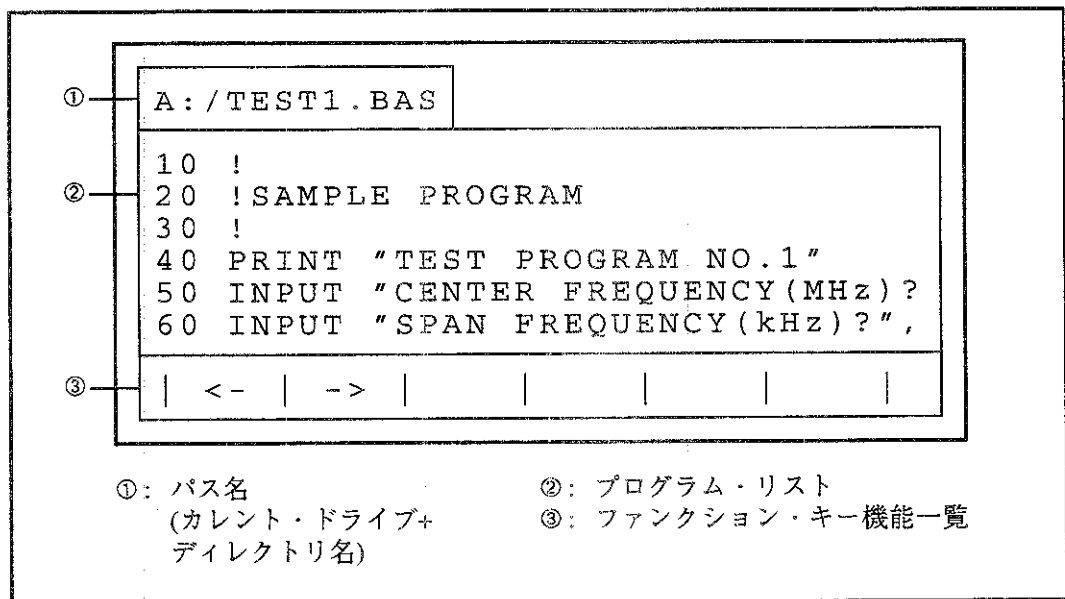 ① A:/TEST1.BAS
10 !
② 20 !SAMPLE PROGRAM
30 !
40 PRINT "TEST PROGRAM NO.1"
50 INPUT "CENTER FREQUENCY(MHz)?
60 INPUT "SPAN FREQUENCY(kHz)?",
③ | <- | -> | | | | |
①: パス名
(カレント・ドライブ+
ディレクトリ名)
②: プログラム・リスト
③: ファンクション・キー機能一覧